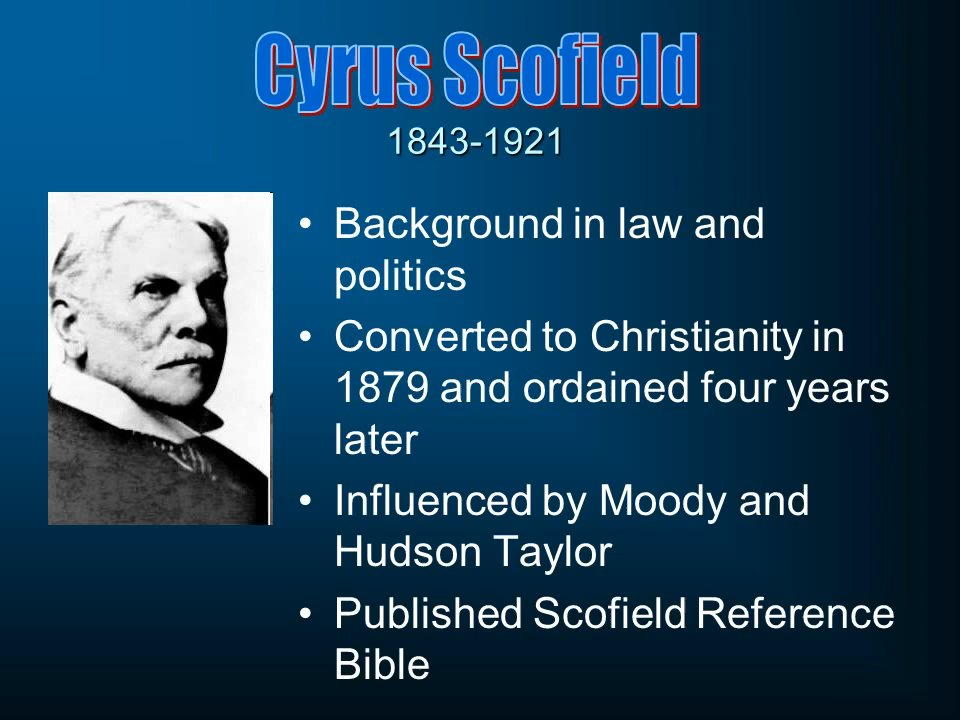 Cyrus Scofield
1843-1921
• Background in law and
politics
• Converted to Christianity in
1879 and ordained four years
later
• Influenced by Moody and
Hudson Taylor
• Published Scofield Reference
Bible